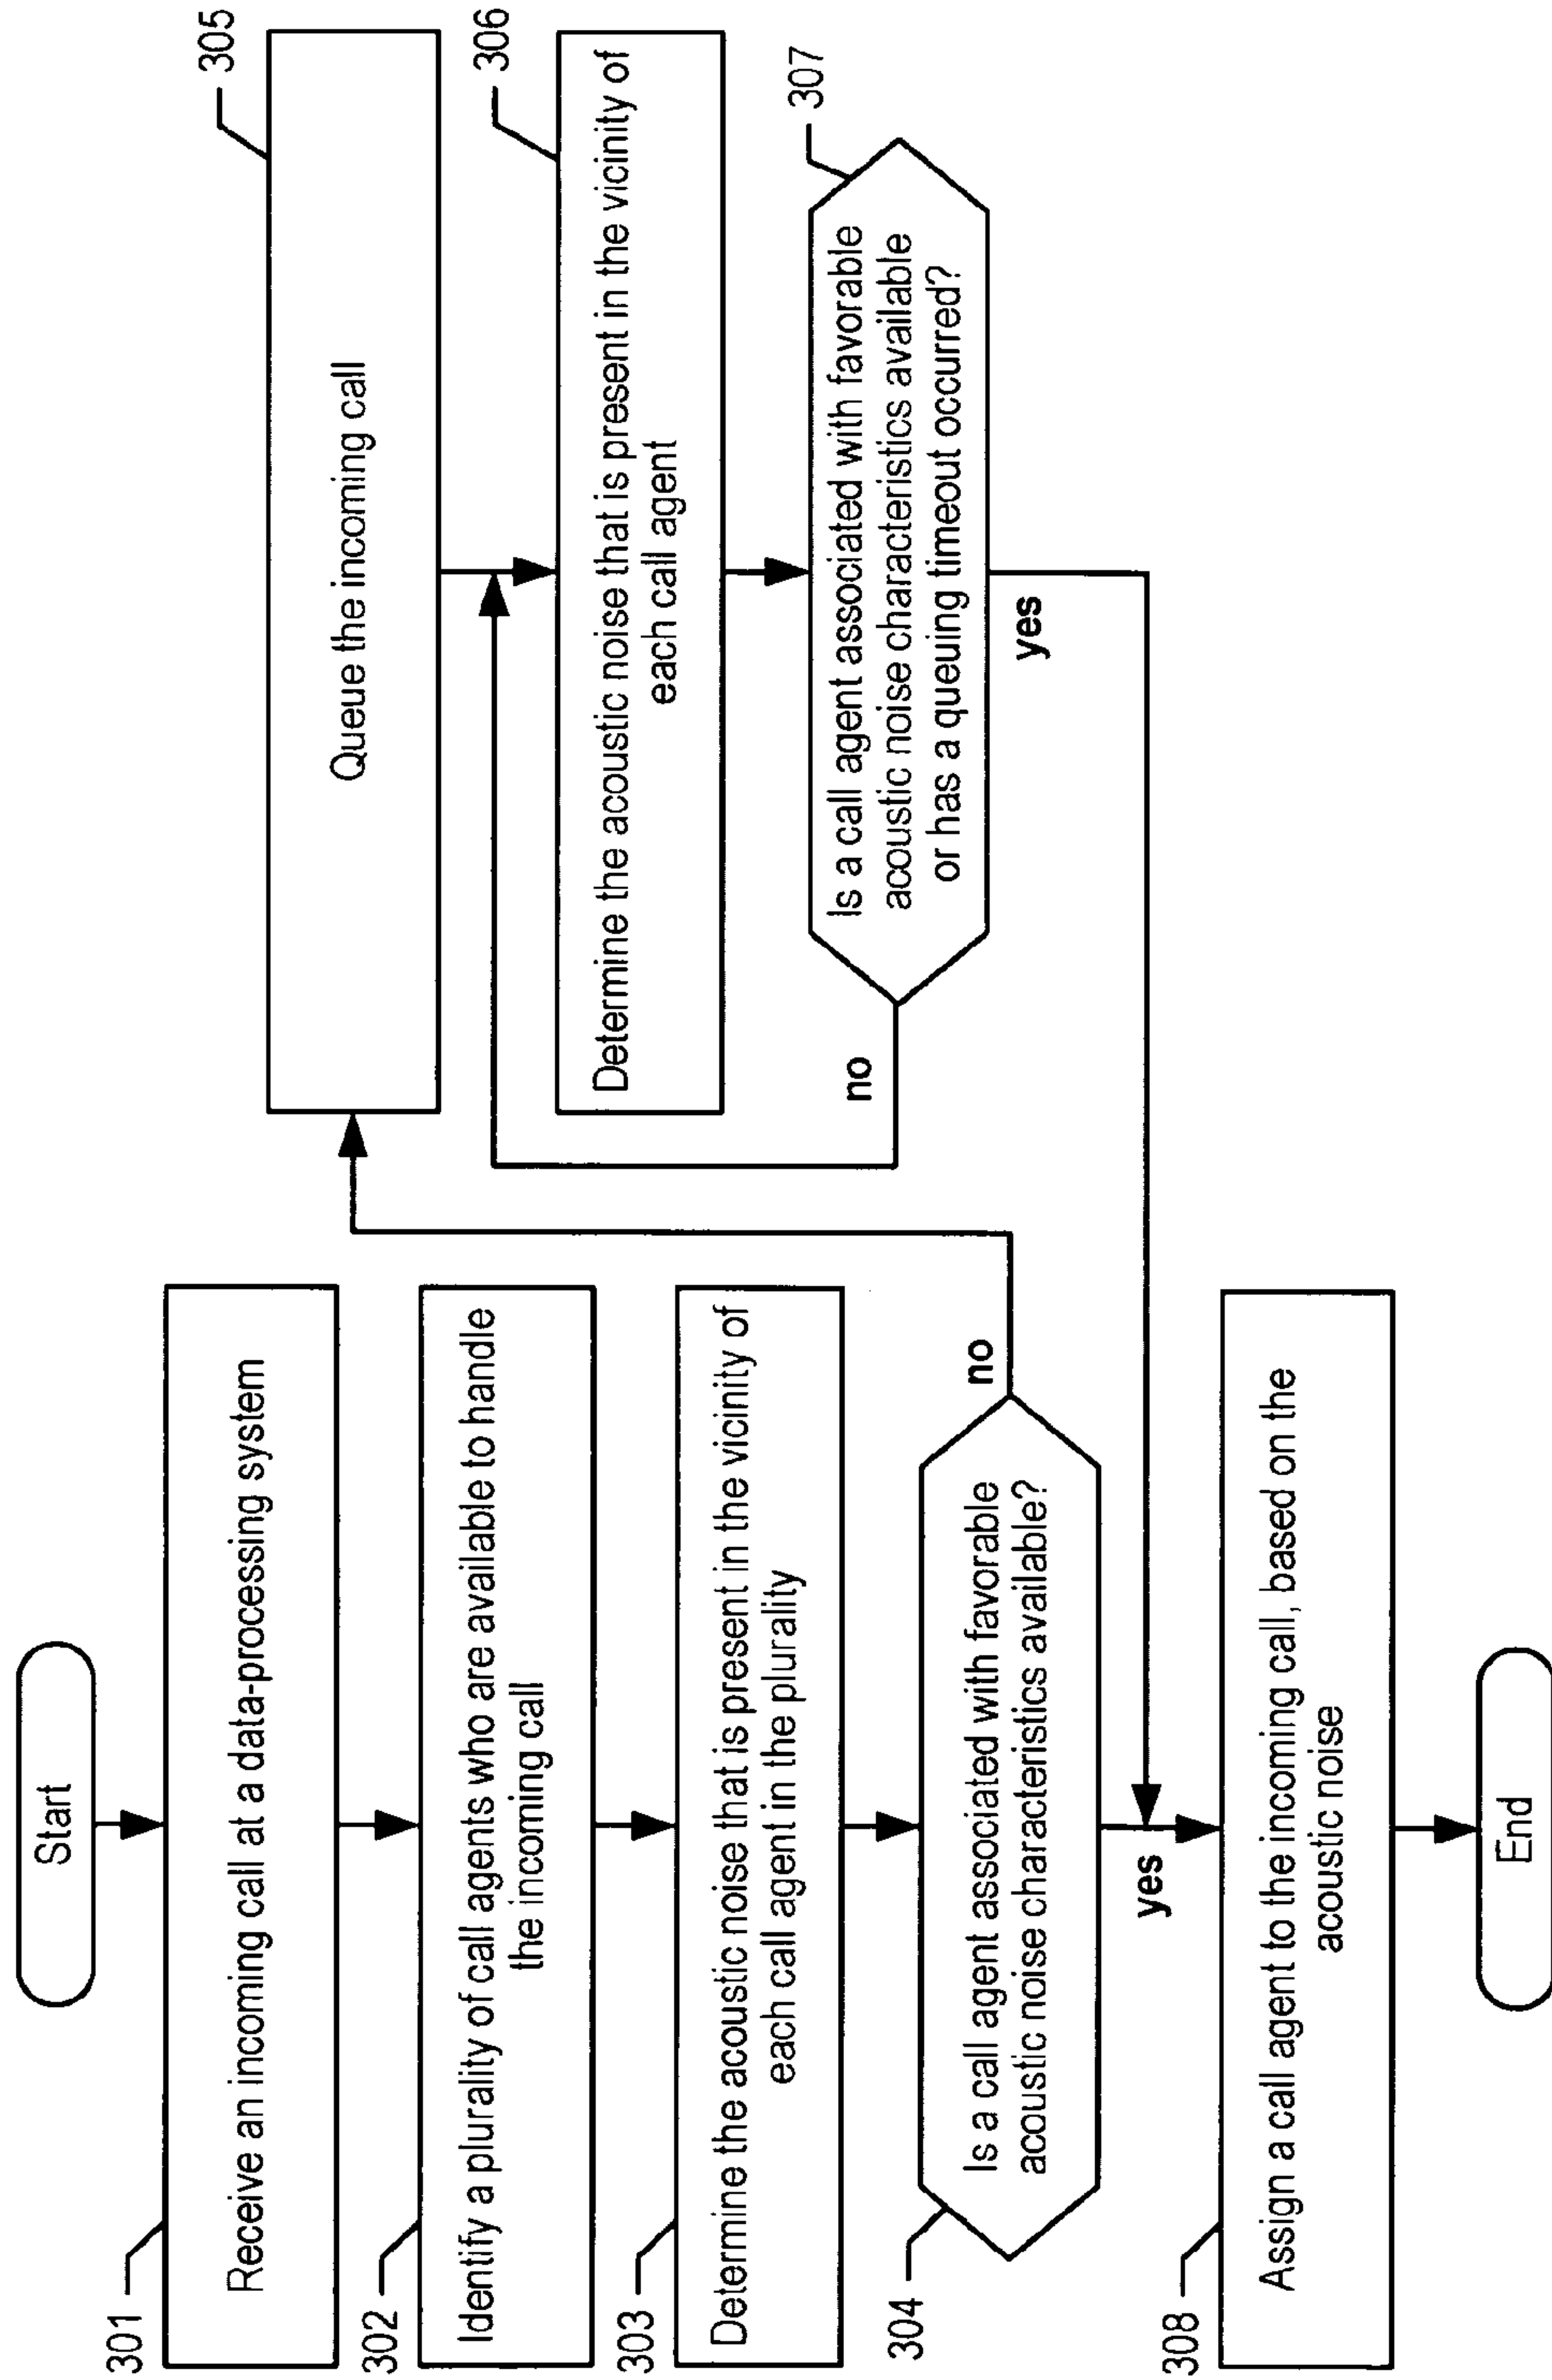 Start
301
Receive an incoming call at a data-processing system
302
Identify a plurality of call agents who are available to handle
the incoming call
303
Determine the acoustic noise that is present in the vicinity of
each call agent in the plurality
304
Is a call agent associated with favorable
acoustic noise characteristics available?
no
yes
305
Queue the incoming call
306
Determine the acoustic noise that is present in the vicinity of
each call agent
307
Is a call agent associated with favorable
acoustic noise characteristics available
or has a queuing timeout occurred?
no
yes
308
Assign a call agent to the incoming call, based on the
acoustic noise
End